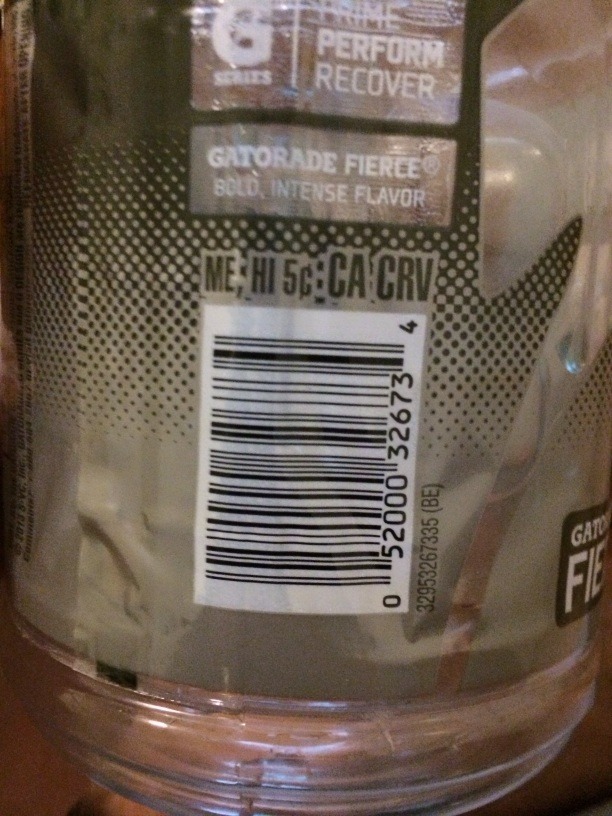 G
SERIES
PRIME
PERFORM
RECOVER
GATORADE FIERCE®
BOLD, INTENSE FLAVOR
ME, HI 5¢ CA CRV
0 52000 32673 4
32953267335 (BE)
GATO
FIE